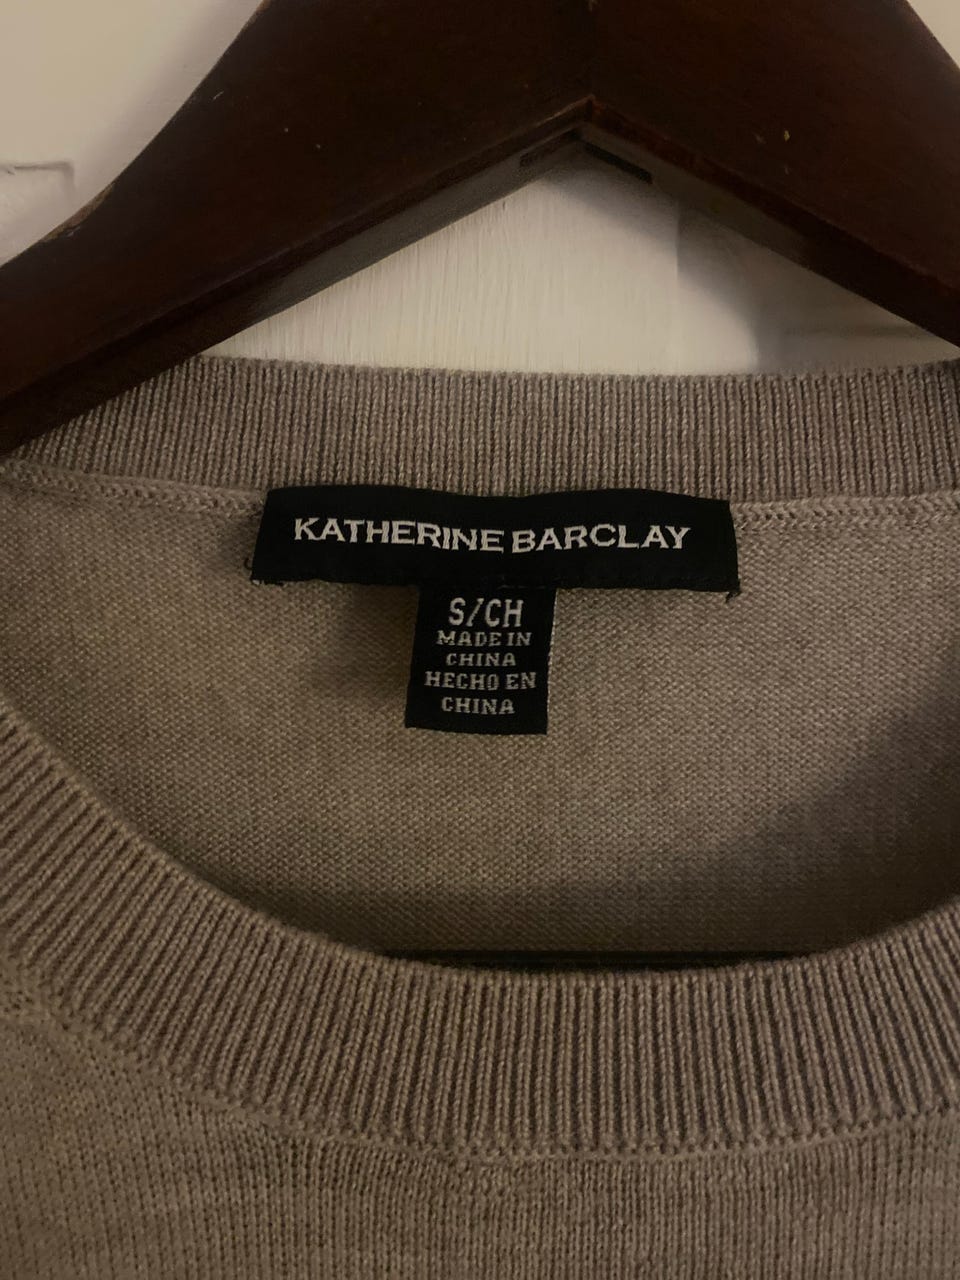 KATHERINE BARCLAY
S/CH
MADE IN
CHINA
HECHO EN
CHINA